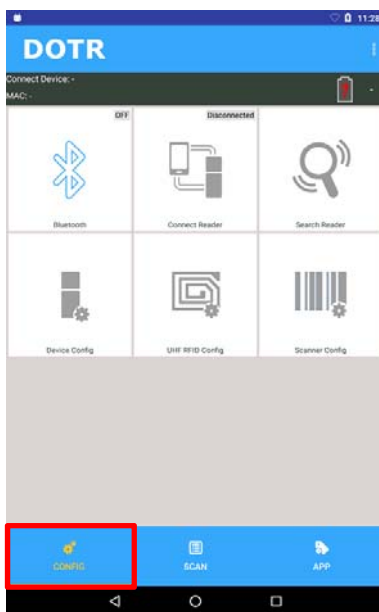 11:28
DOTR
Connect Device: -
MAC: -
-
OFF
Disconnected
Bluetooth
Connect Reader
Search Reader
Device Config
UHF RFID Config
Scanner Config
CONFIG
SCAN
APP